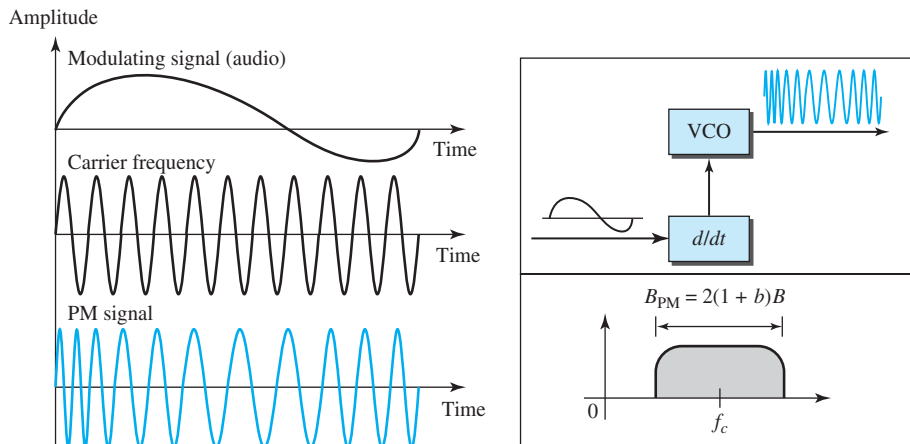 Amplitude
Modulating signal (audio)
Time
Carrier frequency
Time
PM signal
Time
VCO
d/dt
B_PM = 2(1 + b)B
0
f_c